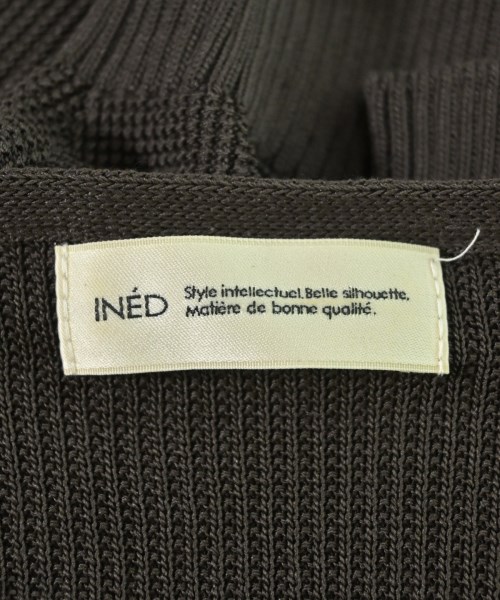 INÉD
Style intellectuel.Belle silhouette,
Matière de bonne qualité.